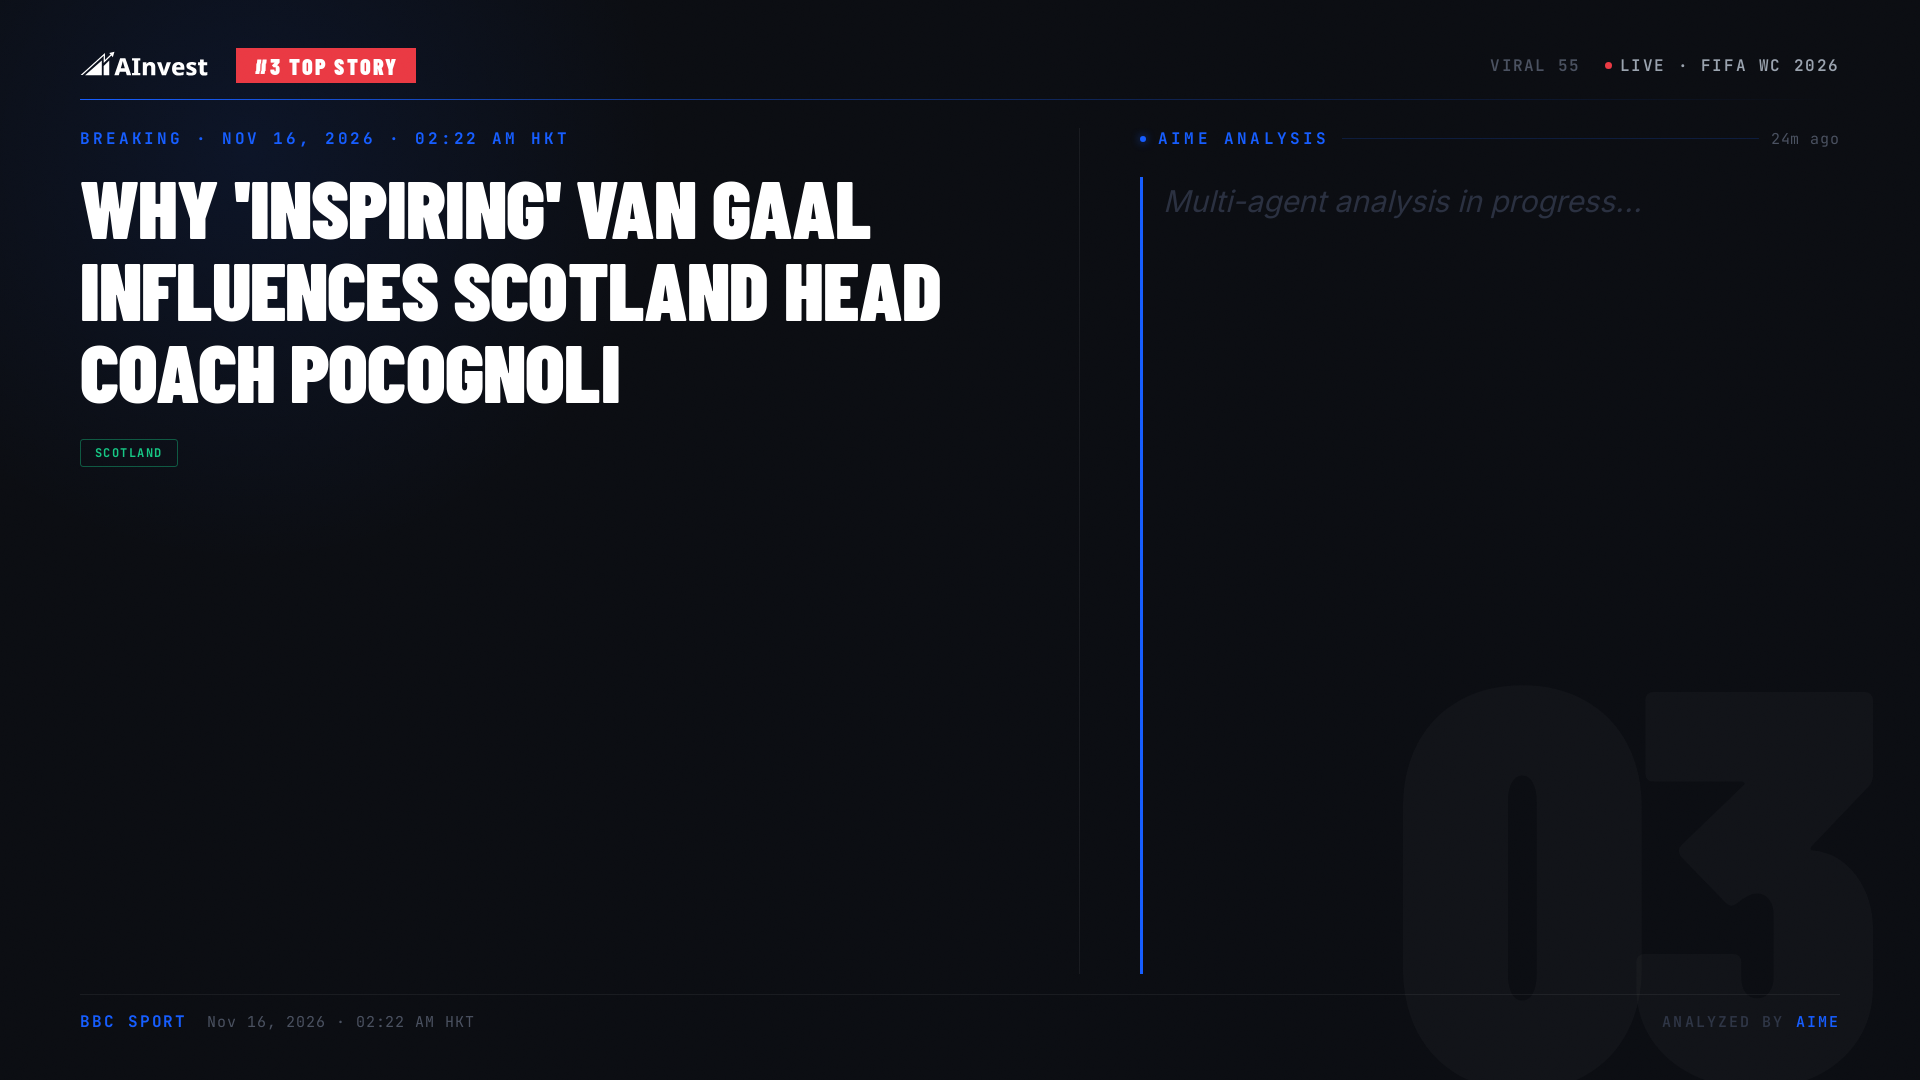 AInvest
#3 TOP STORY
VIRAL 55
LIVE · FIFA WC 2026
BREAKING · NOV 16, 2026 · 02:22 AM HKT
WHY 'INSPIRING' VAN GAAL
INFLUENCES SCOTLAND HEAD
COACH POCOGNOLI
SCOTLAND
AIME ANALYSIS
24m ago
Multi-agent analysis in progress...
03
BBC SPORT Nov 16, 2026 · 02:22 AM HKT
ANALYZED BY AIME